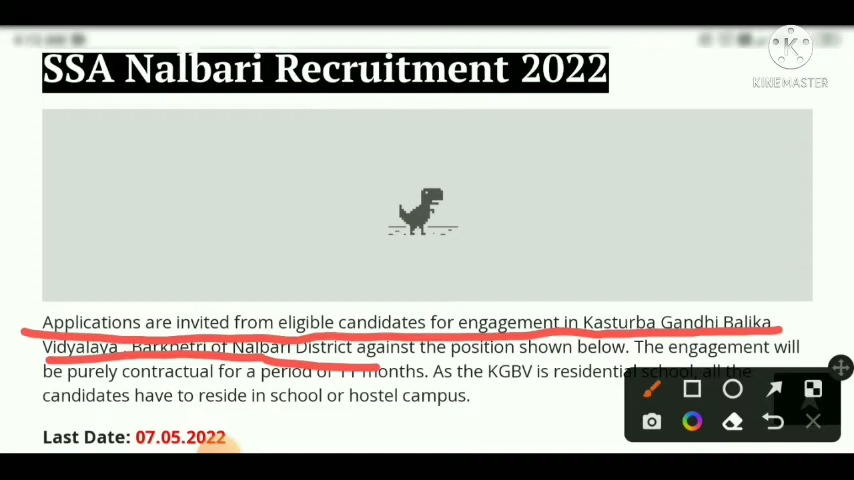 SSA Nalbari Recruitment 2022
KINEMASTER
Applications are invited from eligible candidates for engagement in Kasturba Gandhi Balika
Vidyalaya , Barkhetri of Nalbari District against the position shown below. The engagement will
be purely contractual for a period of 11 months. As the KGBV is residential school, all the
candidates have to reside in school or hostel campus.
Last Date: 07.05.2022